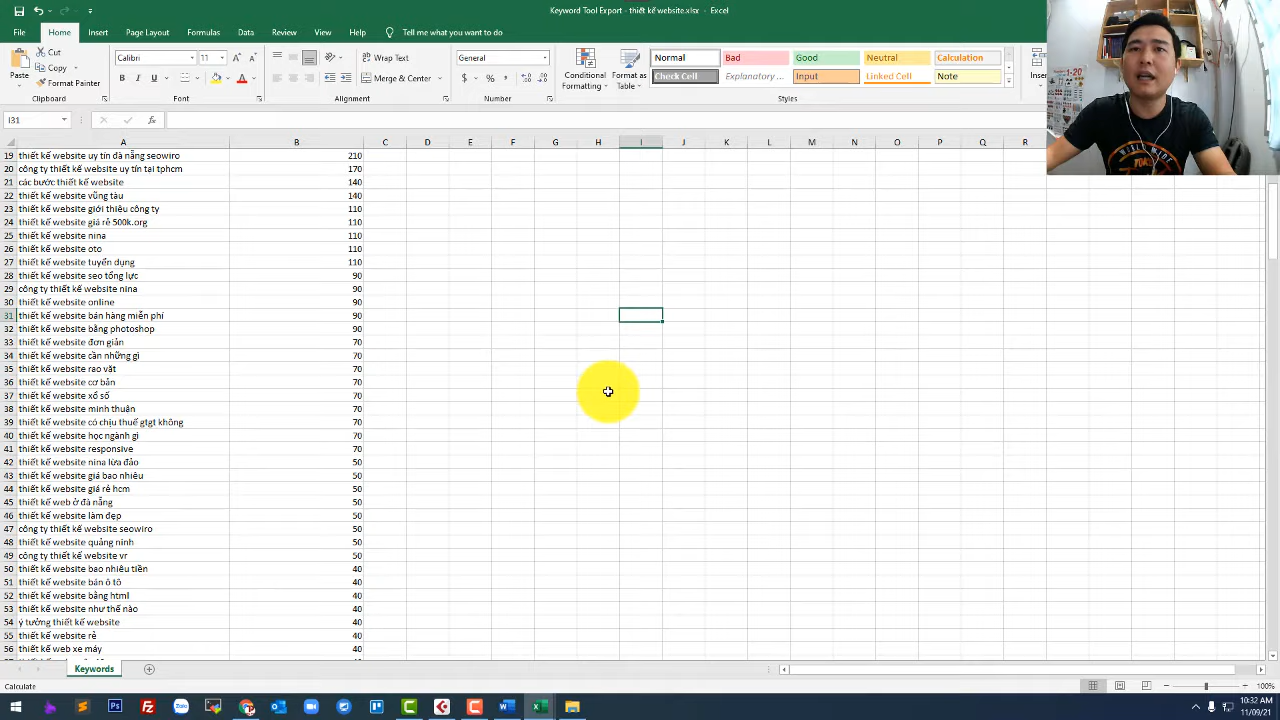 Keyword Tool Export - thiết kế website.xlsx - Excel
File Home Insert Page Layout Formulas Data Review View Help Tell me what you want to do
Cut
Copy
Format Painter
Paste
Clipboard
Calibri 11
B I U
Font
Wrap Text
Merge & Center
Alignment
General
Number
Conditional Formatting
Format as Table
Normal Bad Good Neutral Calculation
Check Cell Explanatory ... Input Linked Cell Note
Styles
Insert
I31
A B C D E F G H I J K L M N O P Q R
19 thiết kế website uy tín đà nẵng seowiro 210
20 công ty thiết kế website uy tín tại tphcm 170
21 các bước thiết kế website 140
22 thiết kế website vũng tàu 140
23 thiết kế website giới thiệu công ty 110
24 thiết kế website giá rẻ 500k.org 110
25 thiết kế website nina 110
26 thiết kế website oto 110
27 thiết kế website tuyển dụng 110
28 thiết kế website seo tổng lực 90
29 công ty thiết kế website nina 90
30 thiết kế website online 90
31 thiết kế website bán hàng miễn phí 90
32 thiết kế website bằng photoshop 90
33 thiết kế website đơn giản 70
34 thiết kế website cần những gì 70
35 thiết kế website rao vặt 70
36 thiết kế website cơ bản 70
37 thiết kế website xổ số 70
38 thiết kế website minh thuận 70
39 thiết kế website có chịu thuế gtgt không 70
40 thiết kế website học ngành gì 70
41 thiết kế website responsive 70
42 thiết kế website nina lừa đảo 50
43 thiết kế website giá bao nhiêu 50
44 thiết kế website giá rẻ hcm 50
45 thiết kế web ở đà nẵng 50
46 thiết kế website làm đẹp 50
47 công ty thiết kế website seowiro 50
48 thiết kế website quảng ninh 50
49 công ty thiết kế website vr 50
50 thiết kế website bao nhiêu tiền 40
51 thiết kế website bán ô tô 40
52 thiết kế website bằng html 40
53 thiết kế website như thế nào 40
54 ý tưởng thiết kế website 40
55 thiết kế website rẻ 40
56 thiết kế web xe máy 40
Keywords
Calculate
100%
10:32 AM
11/09/21